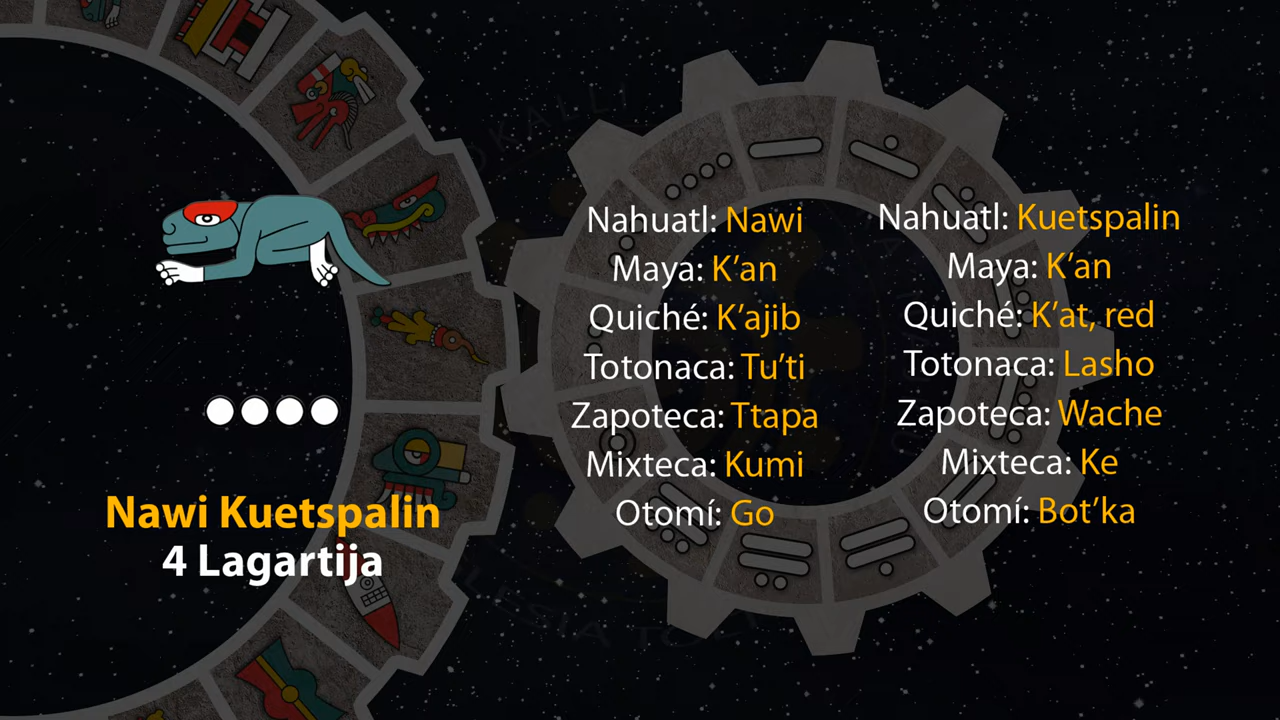 Nawi Kuetspalin
4 Lagartija
Nahuatl: Nawi
Maya: K’an
Quiché: K’ajib
Totonaca: Tu’ti
Zapoteca: Ttapa
Mixteca: Kumi
Otomí: Go
Nahuatl: Kuetspalin
Maya: K’an
Quiché: K’at, red
Totonaca: Lasho
Zapoteca: Wache
Mixteca: Ke
Otomí: Bot’ka